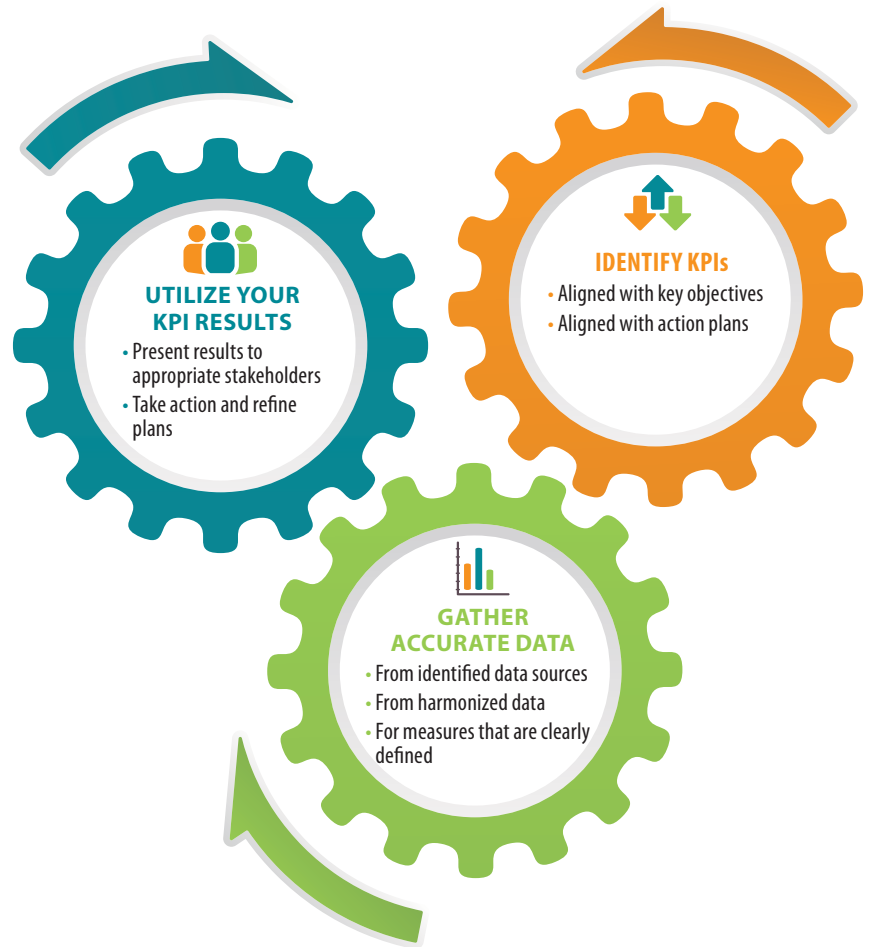 UTILIZE YOUR
KPI RESULTS
• Present results to
appropriate stakeholders
• Take action and refine
plans
IDENTIFY KPIs
• Aligned with key objectives
• Aligned with action plans
GATHER
ACCURATE DATA
• From identified data sources
• From harmonized data
• For measures that are clearly
defined